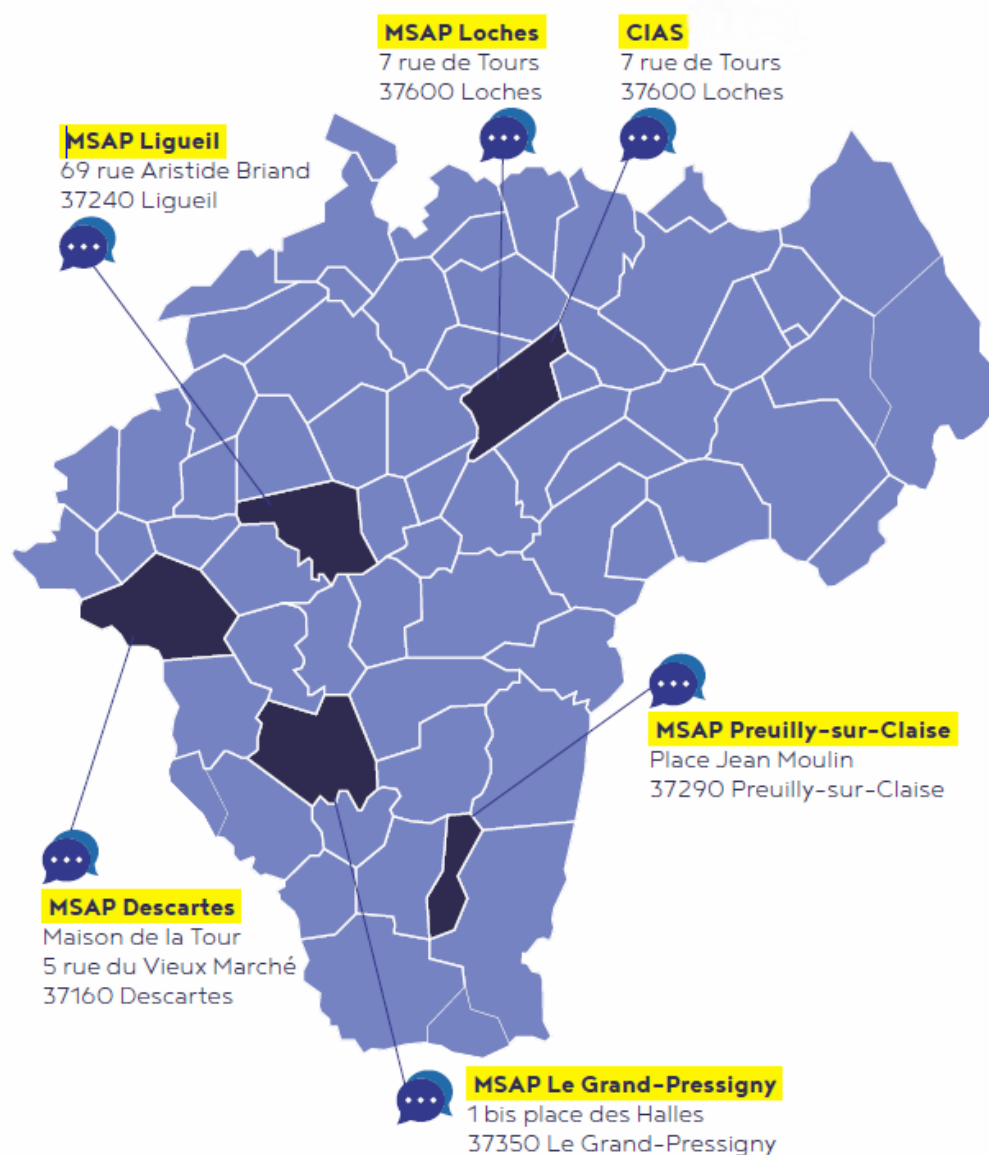 MSAP Loches
7 rue de Tours
37600 Loches
CIAS
7 rue de Tours
37600 Loches
MSAP Ligueil
69 rue Aristide Briand
37240 Ligueil
MSAP Preuilly-sur-Claise
Place Jean Moulin
37290 Preuilly-sur-Claise
MSAP Descartes
Maison de la Tour
5 rue du Vieux Marché
37160 Descartes
MSAP Le Grand-Pressigny
1 bis place des Halles
37350 Le Grand-Pressigny